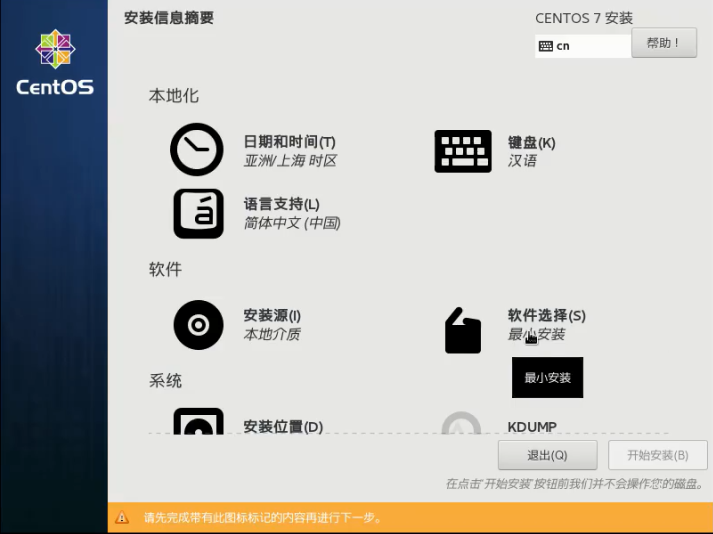 安装信息摘要
CENTOS 7 安装
cn
帮助！
CentOS
本地化
日期和时间(T)
亚洲/上海 时区
键盘(K)
汉语
语言支持(L)
简体中文 (中国)
软件
安装源(I)
本地介质
软件选择(S)
最小安装
最小安装
系统
安装位置(D)
KDUMP
退出(Q)
开始安装(B)
在点击'开始安装'按钮前我们并不会操作您的磁盘。
请先完成带有此图标标记的内容再进行下一步。